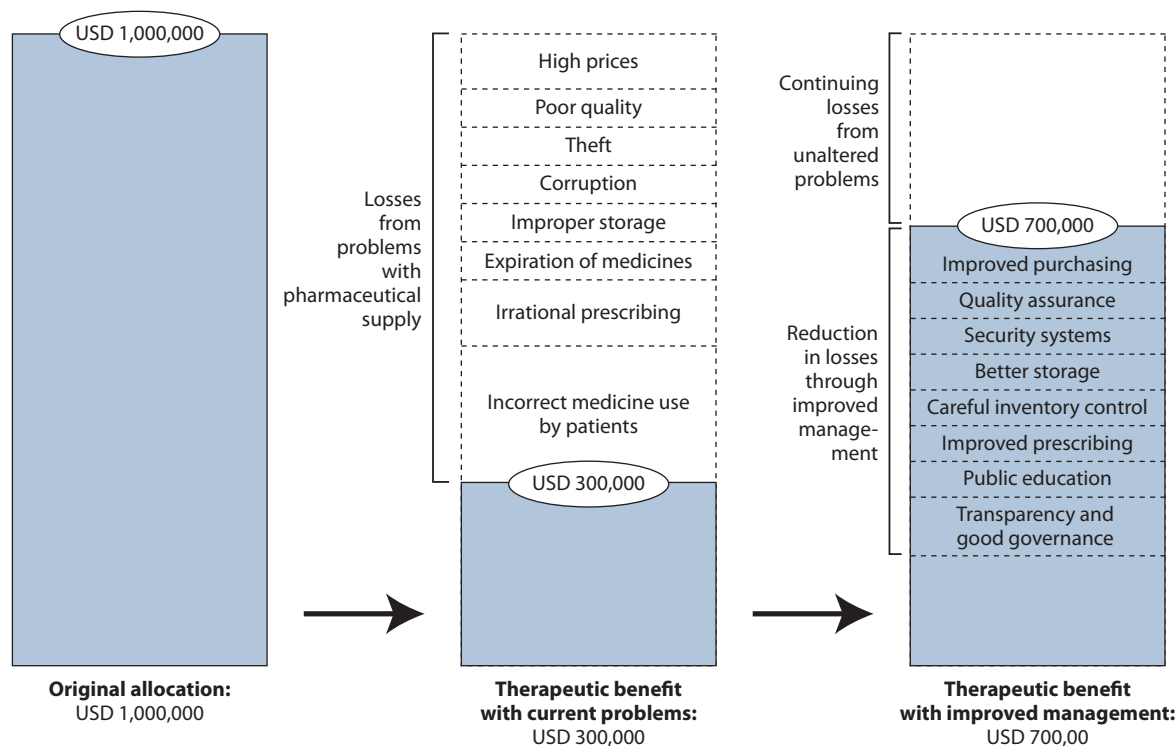 USD 1,000,000
Original allocation:
USD 1,000,000
Losses
from
problems
with
pharmaceutical
supply
High prices
Poor quality
Theft
Corruption
Improper storage
Expiration of medicines
Irrational prescribing
Incorrect medicine use
by patients
USD 300,000
Therapeutic benefit
with current problems:
USD 300,000
Continuing
losses
from
unaltered
problems
Reduction
in losses
through
improved
manage-
ment
USD 700,000
Improved purchasing
Quality assurance
Security systems
Better storage
Careful inventory control
Improved prescribing
Public education
Transparency and
good governance
Therapeutic benefit
with improved management:
USD 700,00